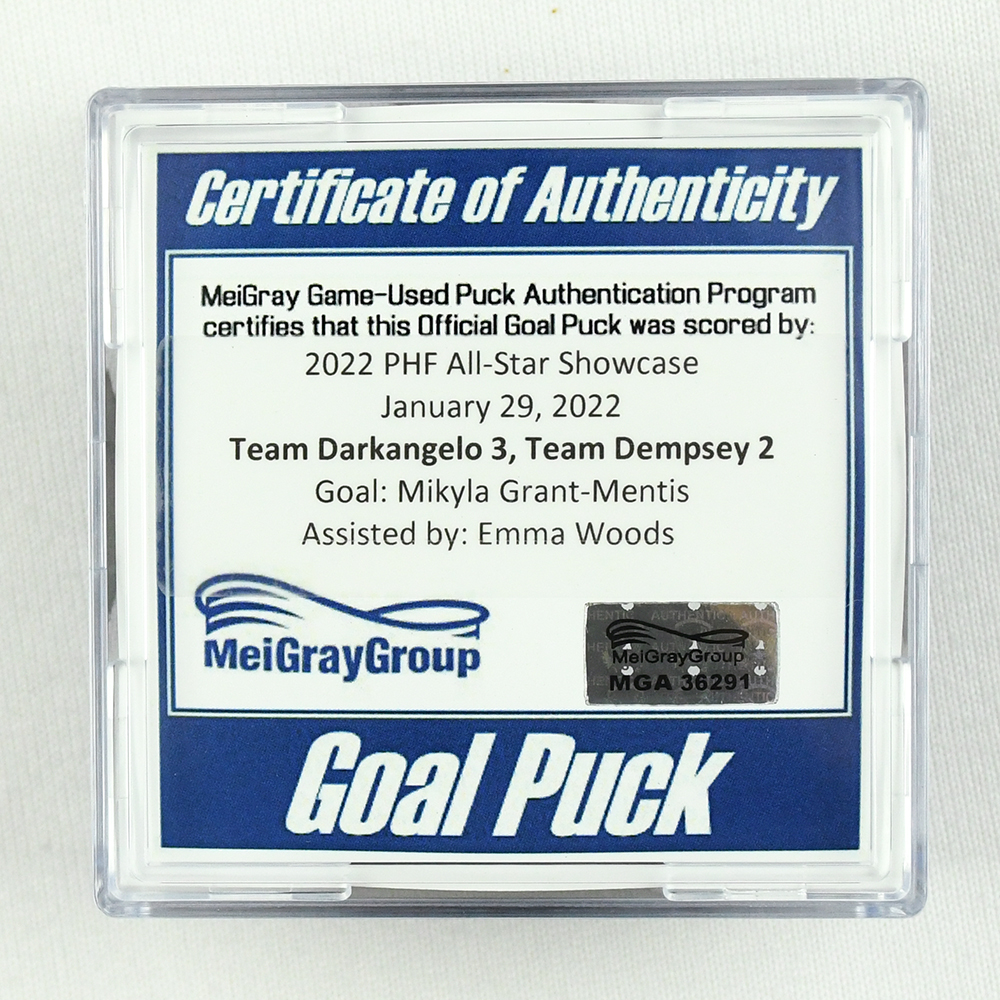 Certificate of Authenticity
MeiGray Game-Used Puck Authentication Program
certifies that this Official Goal Puck was scored by:
2022 PHF All-Star Showcase
January 29, 2022
Team Darkangelo 3, Team Dempsey 2
Goal: Mikyla Grant-Mentis
Assisted by: Emma Woods
MeiGrayGroup
AUTHENTIC
MeiGrayGroup
MGA 36291
Goal Puck